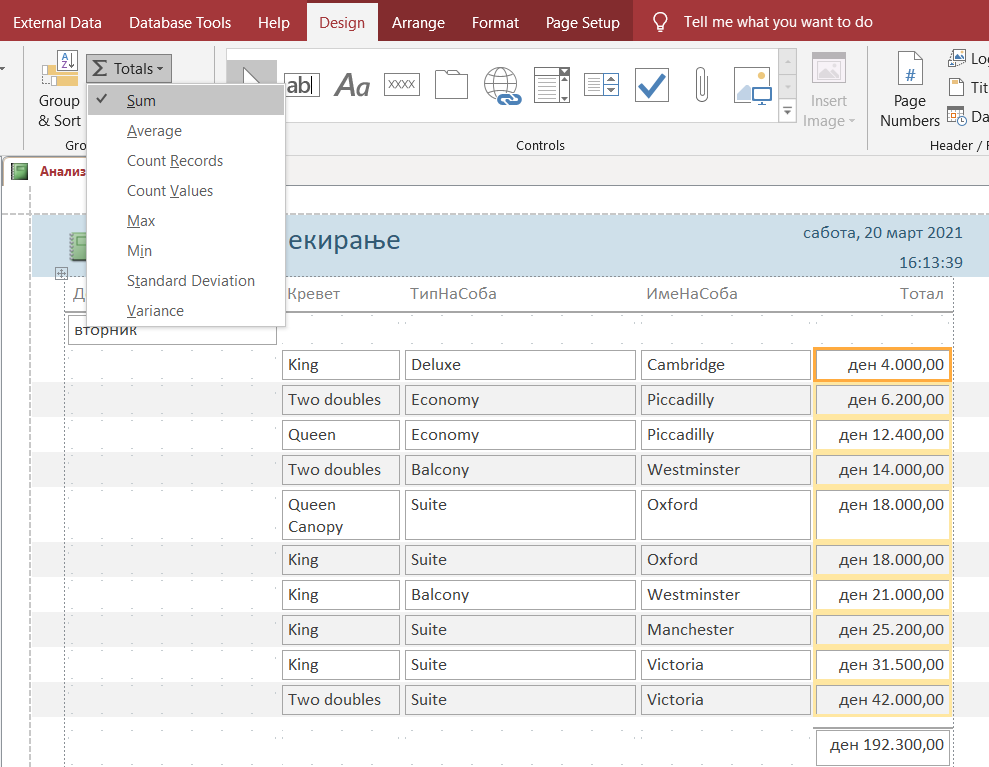 External Data Database Tools Help Design Arrange Format Page Setup Tell me what you want to do
Group & Sort
Totals
Sum
Average
Count Records
Count Values
Max
Min
Standard Deviation
Variance
ab
Aa
XXXX
Insert Image
Controls
#
Page Numbers
Header /
Анализ
екирање
сабота, 20 март 2021
16:13:39
Д Кревет ТипНаСоба ИмеНаСоба Тотал
вторник
King Deluxe Cambridge ден 4.000,00
Two doubles Economy Piccadilly ден 6.200,00
Queen Economy Piccadilly ден 12.400,00
Two doubles Balcony Westminster ден 14.000,00
Queen Canopy Suite Oxford ден 18.000,00
King Suite Oxford ден 18.000,00
King Balcony Westminster ден 21.000,00
King Suite Manchester ден 25.200,00
King Suite Victoria ден 31.500,00
Two doubles Suite Victoria ден 42.000,00
ден 192.300,00